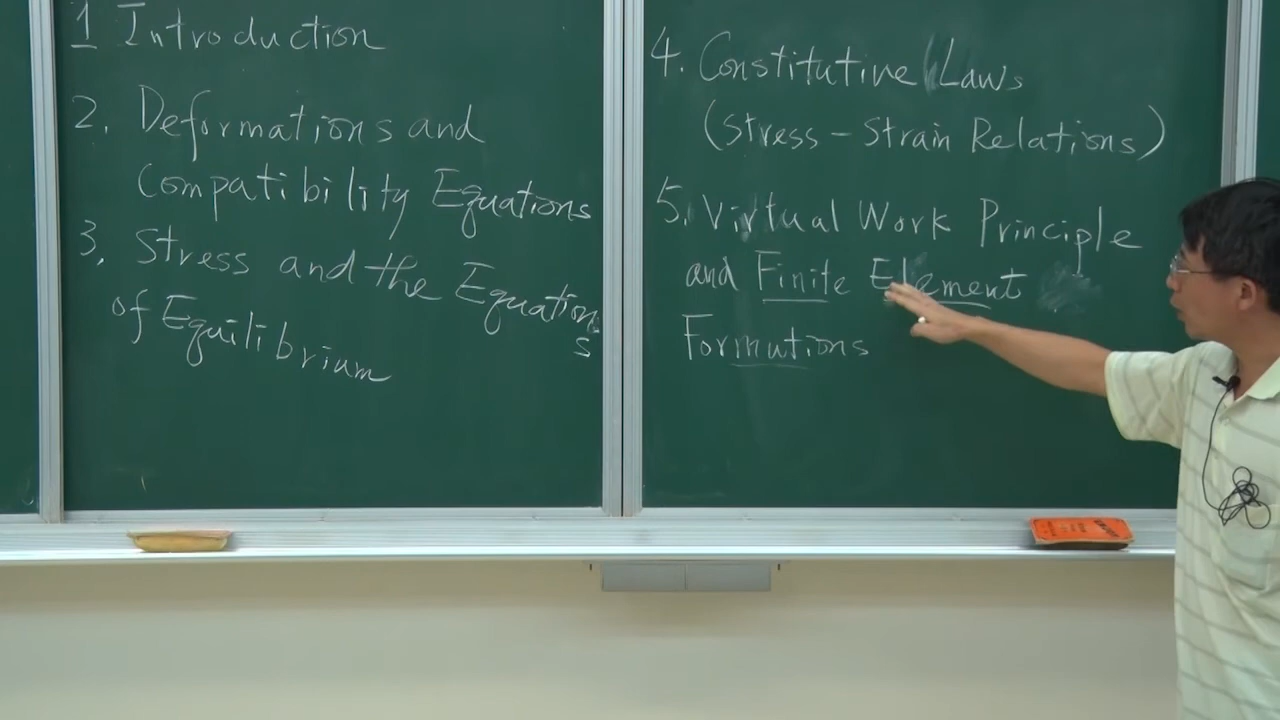 1 Introduction
2. Deformations and
Compatibility Equations
3. Stress and the Equations
of Equilibrium
4. Constitutive Laws
(Stress – Strain Relations)
5. Virtual Work Principle
and Finite Element
Formutions